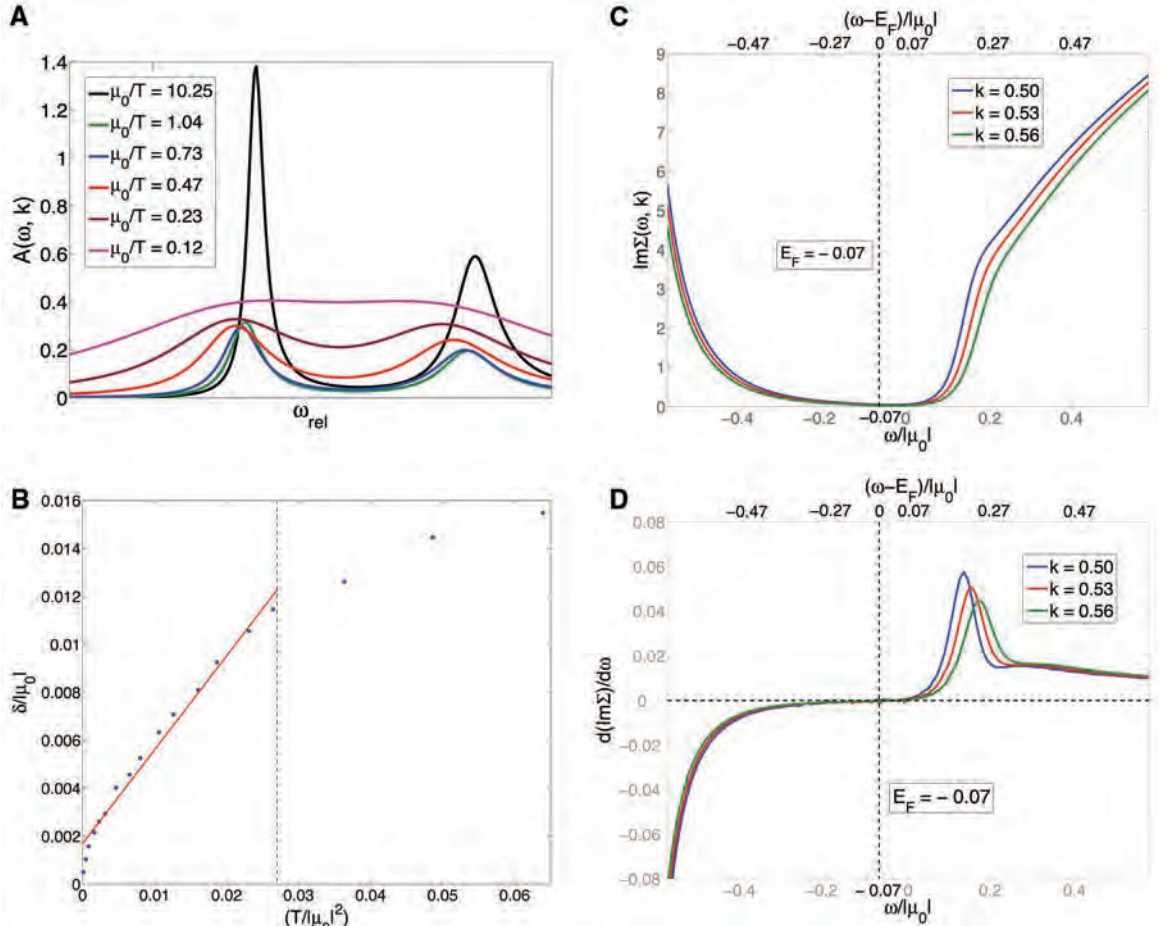 A
1.4
1.2
1
0.8
0.6
0.4
0.2
0
A(ω, k)
μ₀/T = 10.25
μ₀/T = 1.04
μ₀/T = 0.73
μ₀/T = 0.47
μ₀/T = 0.23
μ₀/T = 0.12
ω_rel
B
0.016
0.014
0.012
0.01
0.008
0.006
0.004
0.002
0
δ/|μ₀|
0 0.01 0.02 0.03 0.04 0.05 0.06
(T/|μ₀|²)
C
(ω−E_F)/|μ₀|
−0.47 −0.27 0 0.07 0.27 0.47
9
8
7
6
5
4
3
2
1
0
ImΣ(ω, k)
k = 0.50
k = 0.53
k = 0.56
E_F = − 0.07
−0.4 −0.2 −0.07 0 0.2 0.4
ω/|μ₀|
D
(ω−E_F)/|μ₀|
−0.47 −0.27 0 0.07 0.27 0.47
0.08
0.06
0.04
0.02
0
−0.02
−0.04
−0.06
−0.08
d(ImΣ)/dω
k = 0.50
k = 0.53
k = 0.56
E_F = − 0.07
−0.4 −0.2 −0.07 0 0.2 0.4
ω/|μ₀|